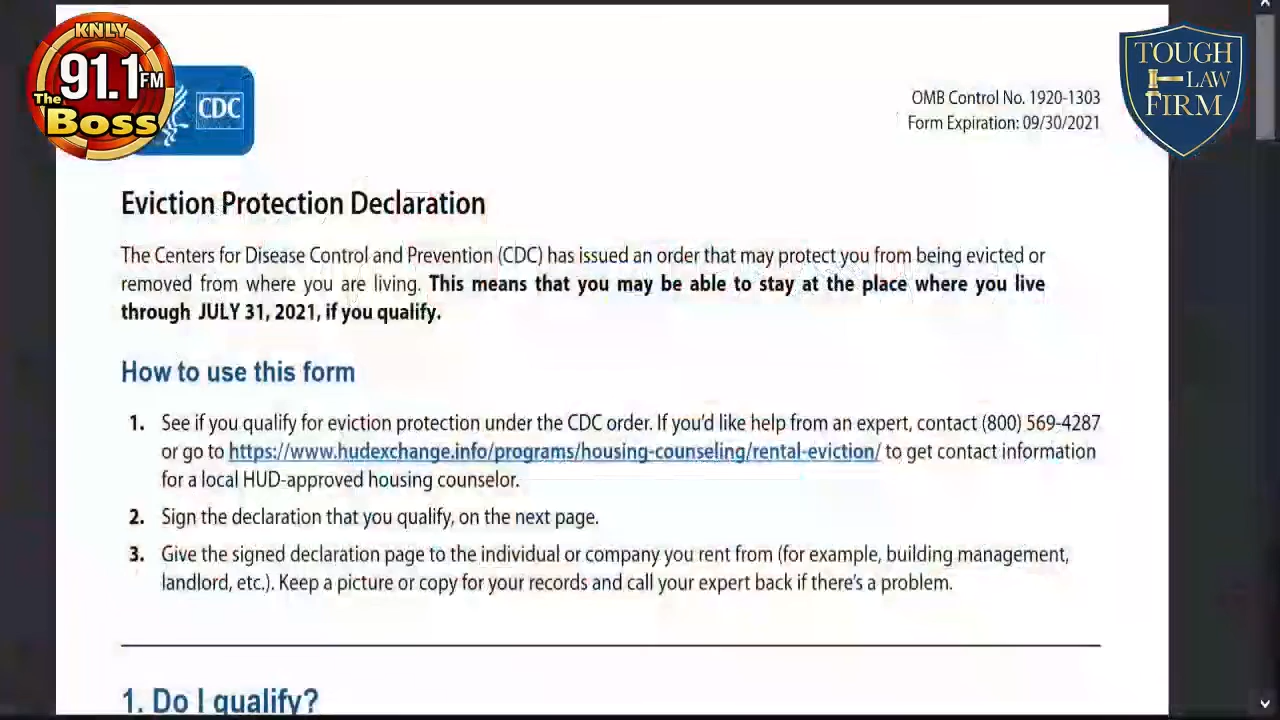 KNLY
91.1 FM
The
Boss
CDC
TOUGH
LAW
FIRM
OMB Control No. 1920-1303
Form Expiration: 09/30/2021
Eviction Protection Declaration
The Centers for Disease Control and Prevention (CDC) has issued an order that may protect you from being evicted or
removed from where you are living. This means that you may be able to stay at the place where you live
through JULY 31, 2021, if you qualify.
How to use this form
1. See if you qualify for eviction protection under the CDC order. If you'd like help from an expert, contact (800) 569-4287
or go to https://www.hudexchange.info/programs/housing-counseling/rental-eviction/ to get contact information
for a local HUD-approved housing counselor.
2. Sign the declaration that you qualify, on the next page.
3. Give the signed declaration page to the individual or company you rent from (for example, building management,
landlord, etc.). Keep a picture or copy for your records and call your expert back if there's a problem.
1. Do I qualify?